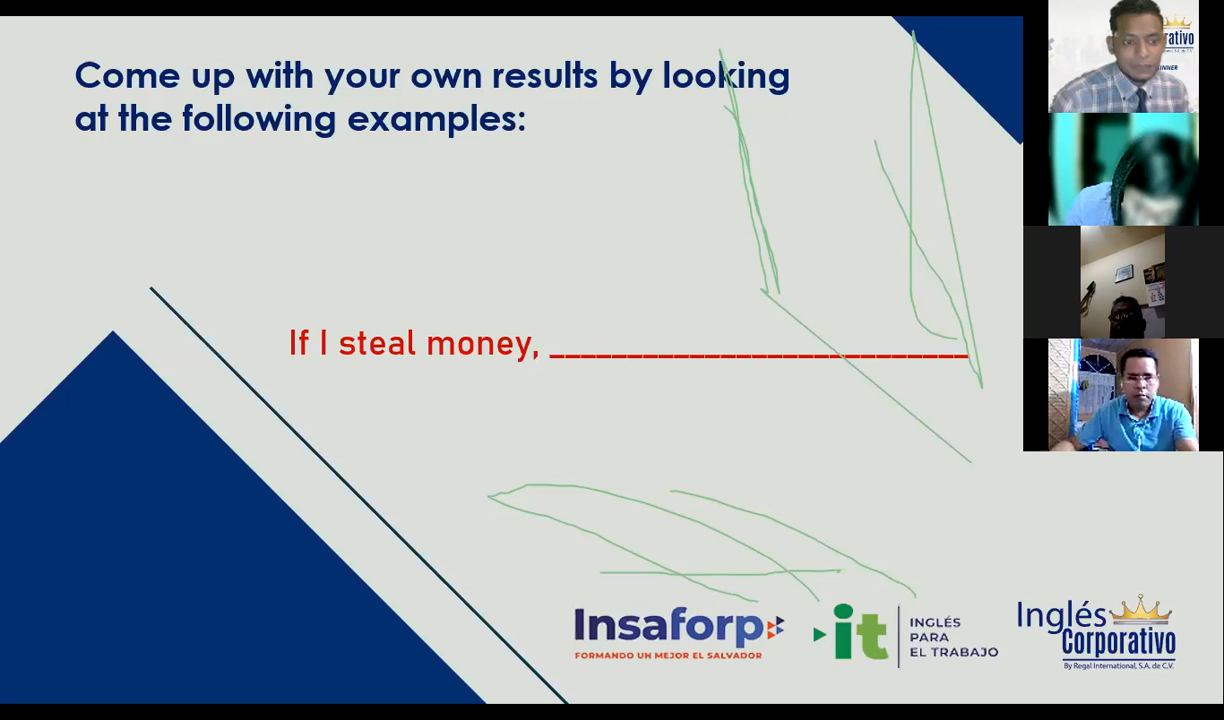 Come up with your own results by looking
at the following examples:
If I steal money, ___________________________
Insaforp
FORMANDO UN MEJOR EL SALVADOR
it
INGLÉS
PARA
EL TRABAJO
Inglés
Corporativo
By Regal International, S.A. de C.V.
rativo